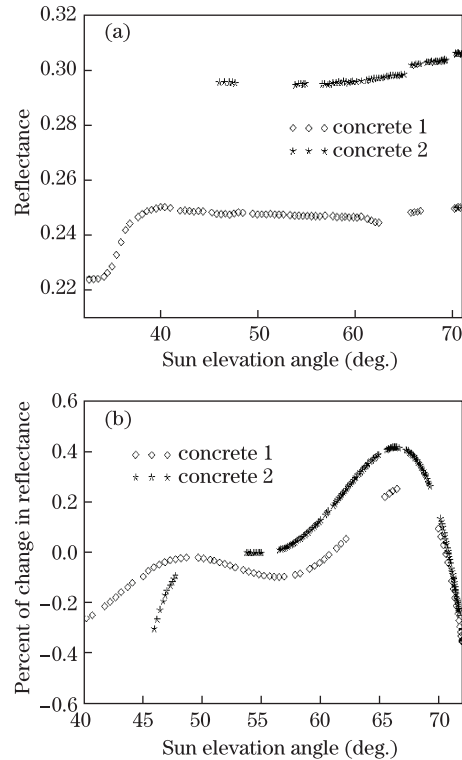 0.32
(a)
0.30
0.28
concrete 1
concrete 2
0.26
0.24
0.22
Reflectance
40 50 60 70
Sun elevation angle (deg.)
0.6
(b)
concrete 1
concrete 2
0.4
0.2
0.0
-0.2
-0.4
-0.6
Percent of change in reflectance
40 45 50 55 60 65 70
Sun elevation angle (deg.)